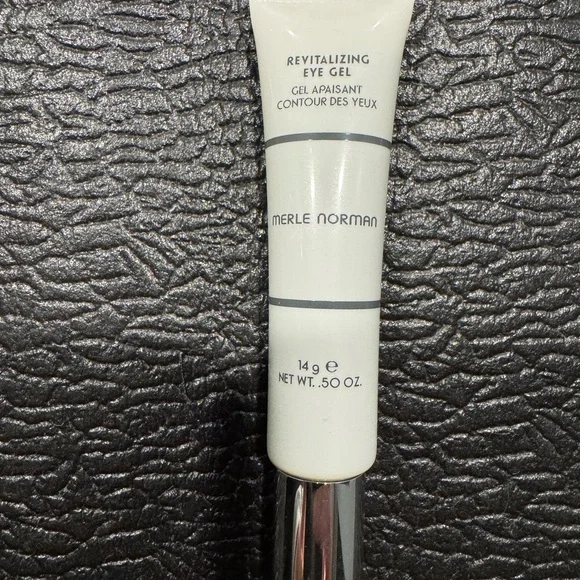 REVITALIZING
EYE GEL
GEL APAISANT
CONTOUR DES YEUX
MERLE NORMAN
14 g ℮
NET WT. .50 OZ.